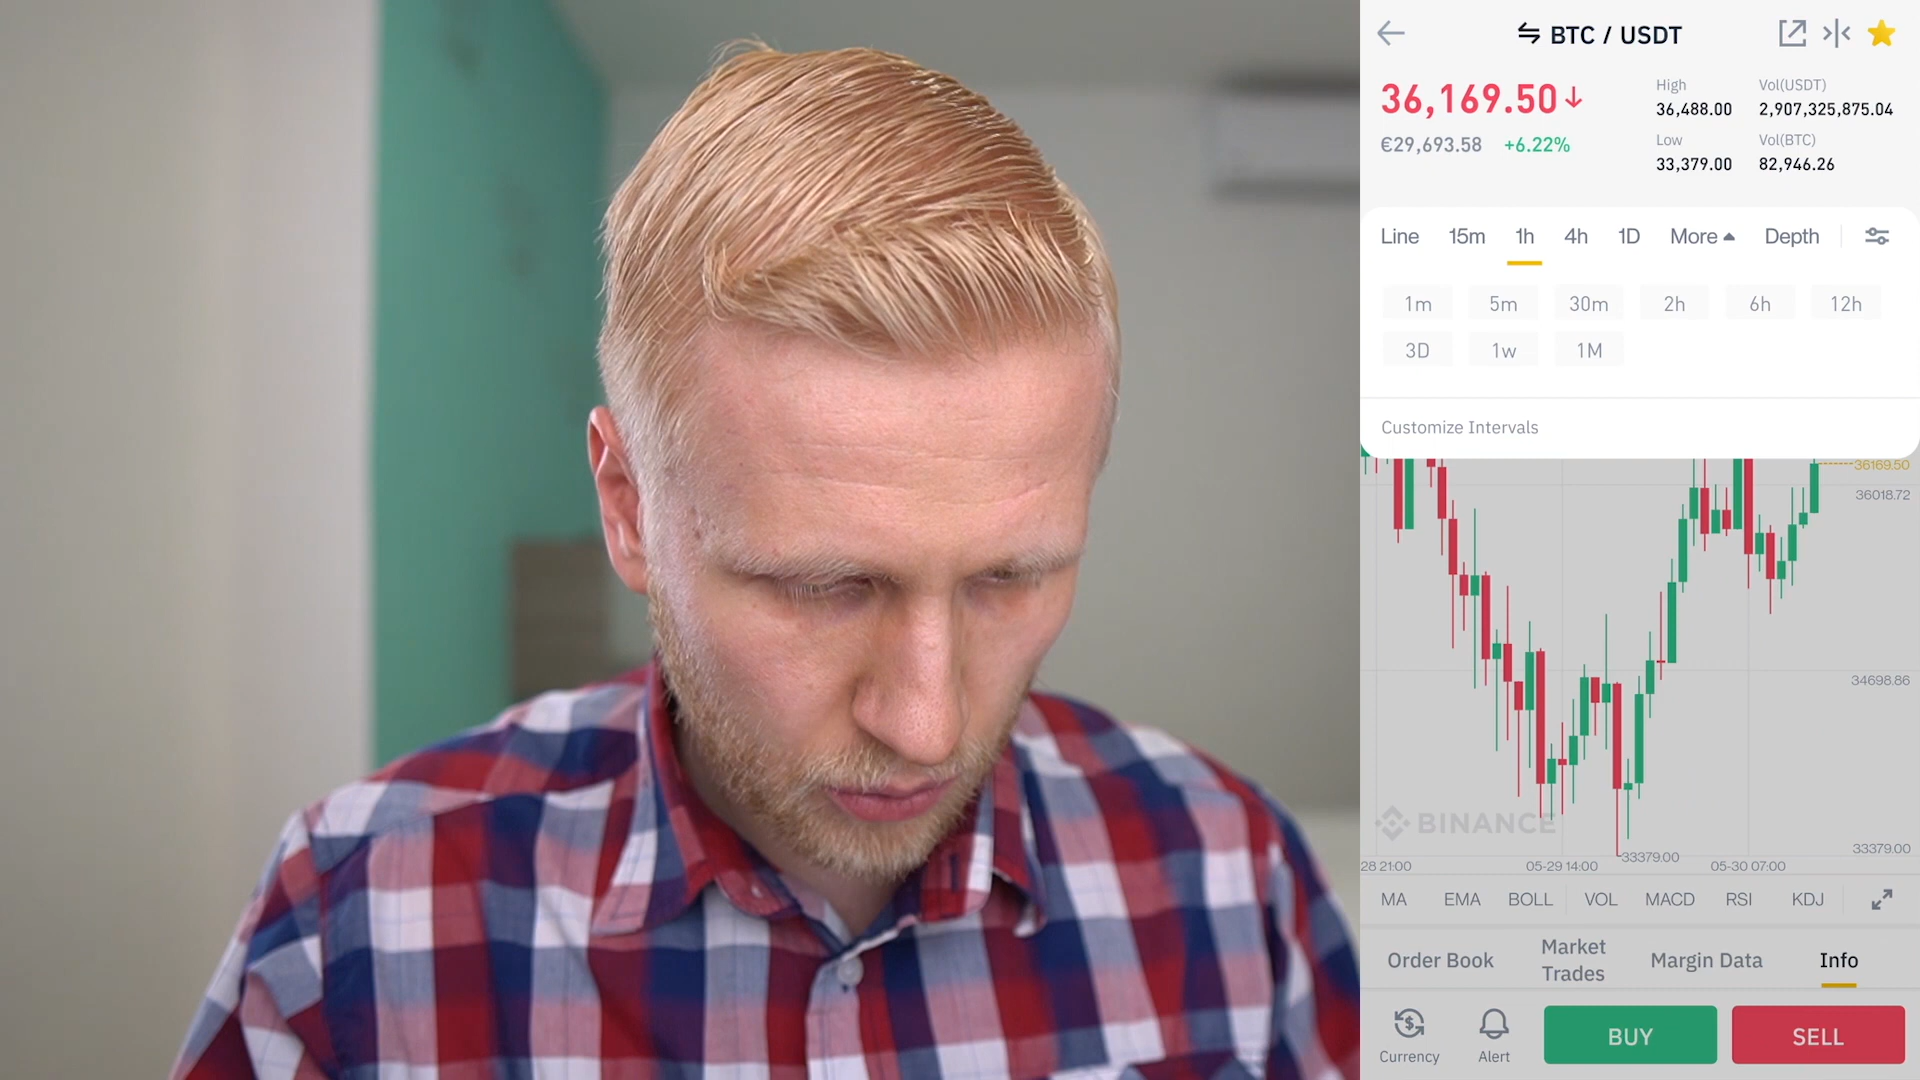 BTC / USDT
36,169.50
€29,693.58 +6.22%
High
36,488.00
Low
33,379.00
Vol(USDT)
2,907,325,875.04
Vol(BTC)
82,946.26
Line 15m 1h 4h 1D More Depth
1m 5m 30m 2h 6h 12h
3D 1w 1M
Customize Intervals
36169.50
36018.72
34698.86
BINANCE
33379.00
33379.00
28 21:00 05-29 14:00 05-30 07:00
MA EMA BOLL VOL MACD RSI KDJ
Order Book Market Trades Margin Data Info
Currency Alert BUY SELL